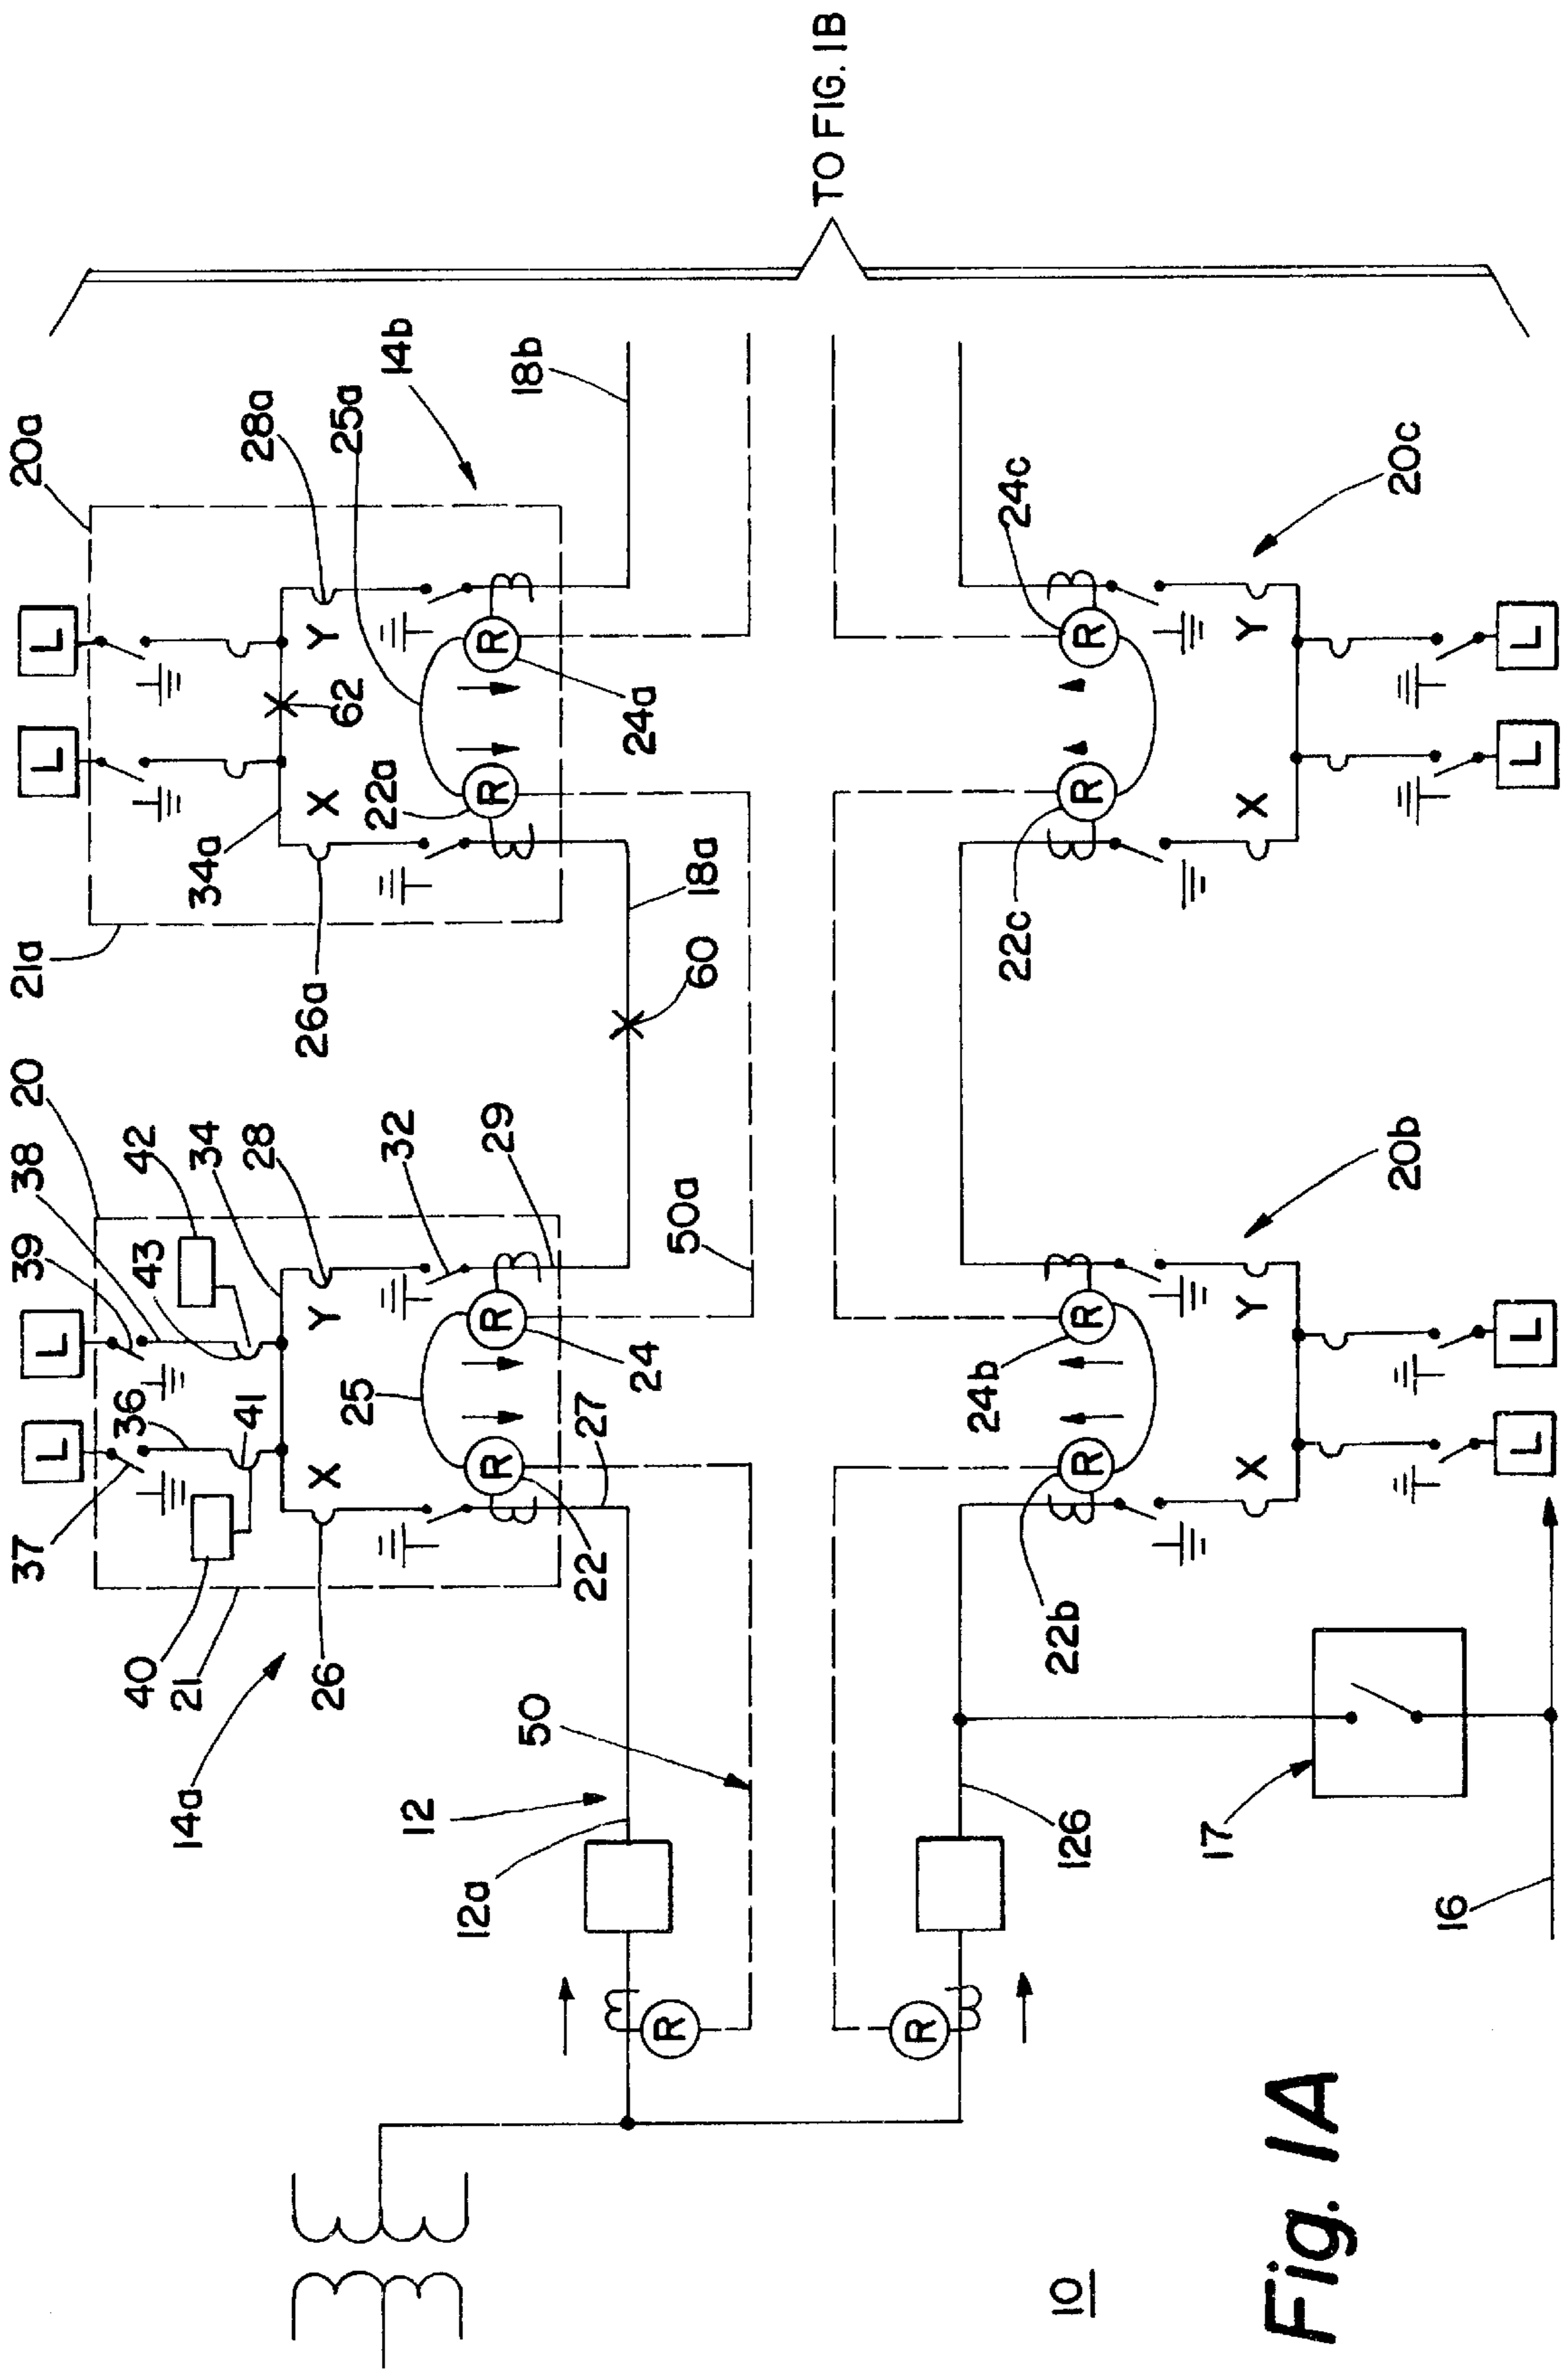 20a
L
L
21a
34a
X
Y
62
28a
25a
14b
26a
22a
24a
18a
18b
60
20
38
39
L
L
37
36
43
42
41
34
28
40
21
26
X
Y
25
32
29
R
R
R
R
22
24
27
14a
12
12a
50
50a
TO FIG. 1B
R
R
126
17
16
22b
24b
R
R
X
Y
20b
L
L
22c
24c
R
R
X
Y
20c
L
L
10
Fig. 1A